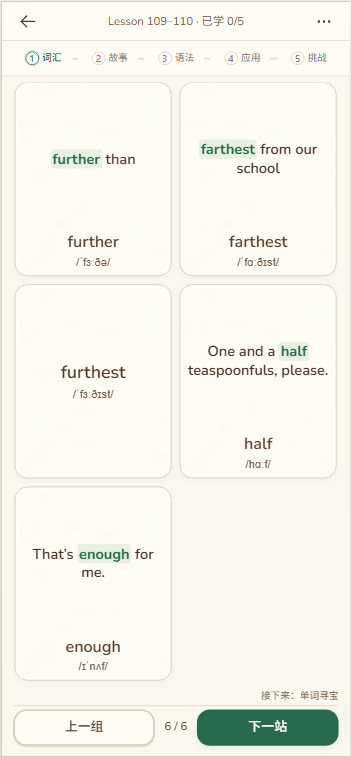 Lesson 109–110 · 已学 0/5
1 词汇 – 2 故事 – 3 语法 – 4 应用 – 5 挑战
further than
further
/ˈfɜːðə/
farthest from our
school
farthest
/ˈfɑːðɪst/
furthest
/ˈfɜːðɪst/
One and a half
teaspoonfuls, please.
half
/hɑːf/
That's enough for
me.
enough
/ɪˈnʌf/
接下来：单词寻宝
上一组 6 / 6 下一站